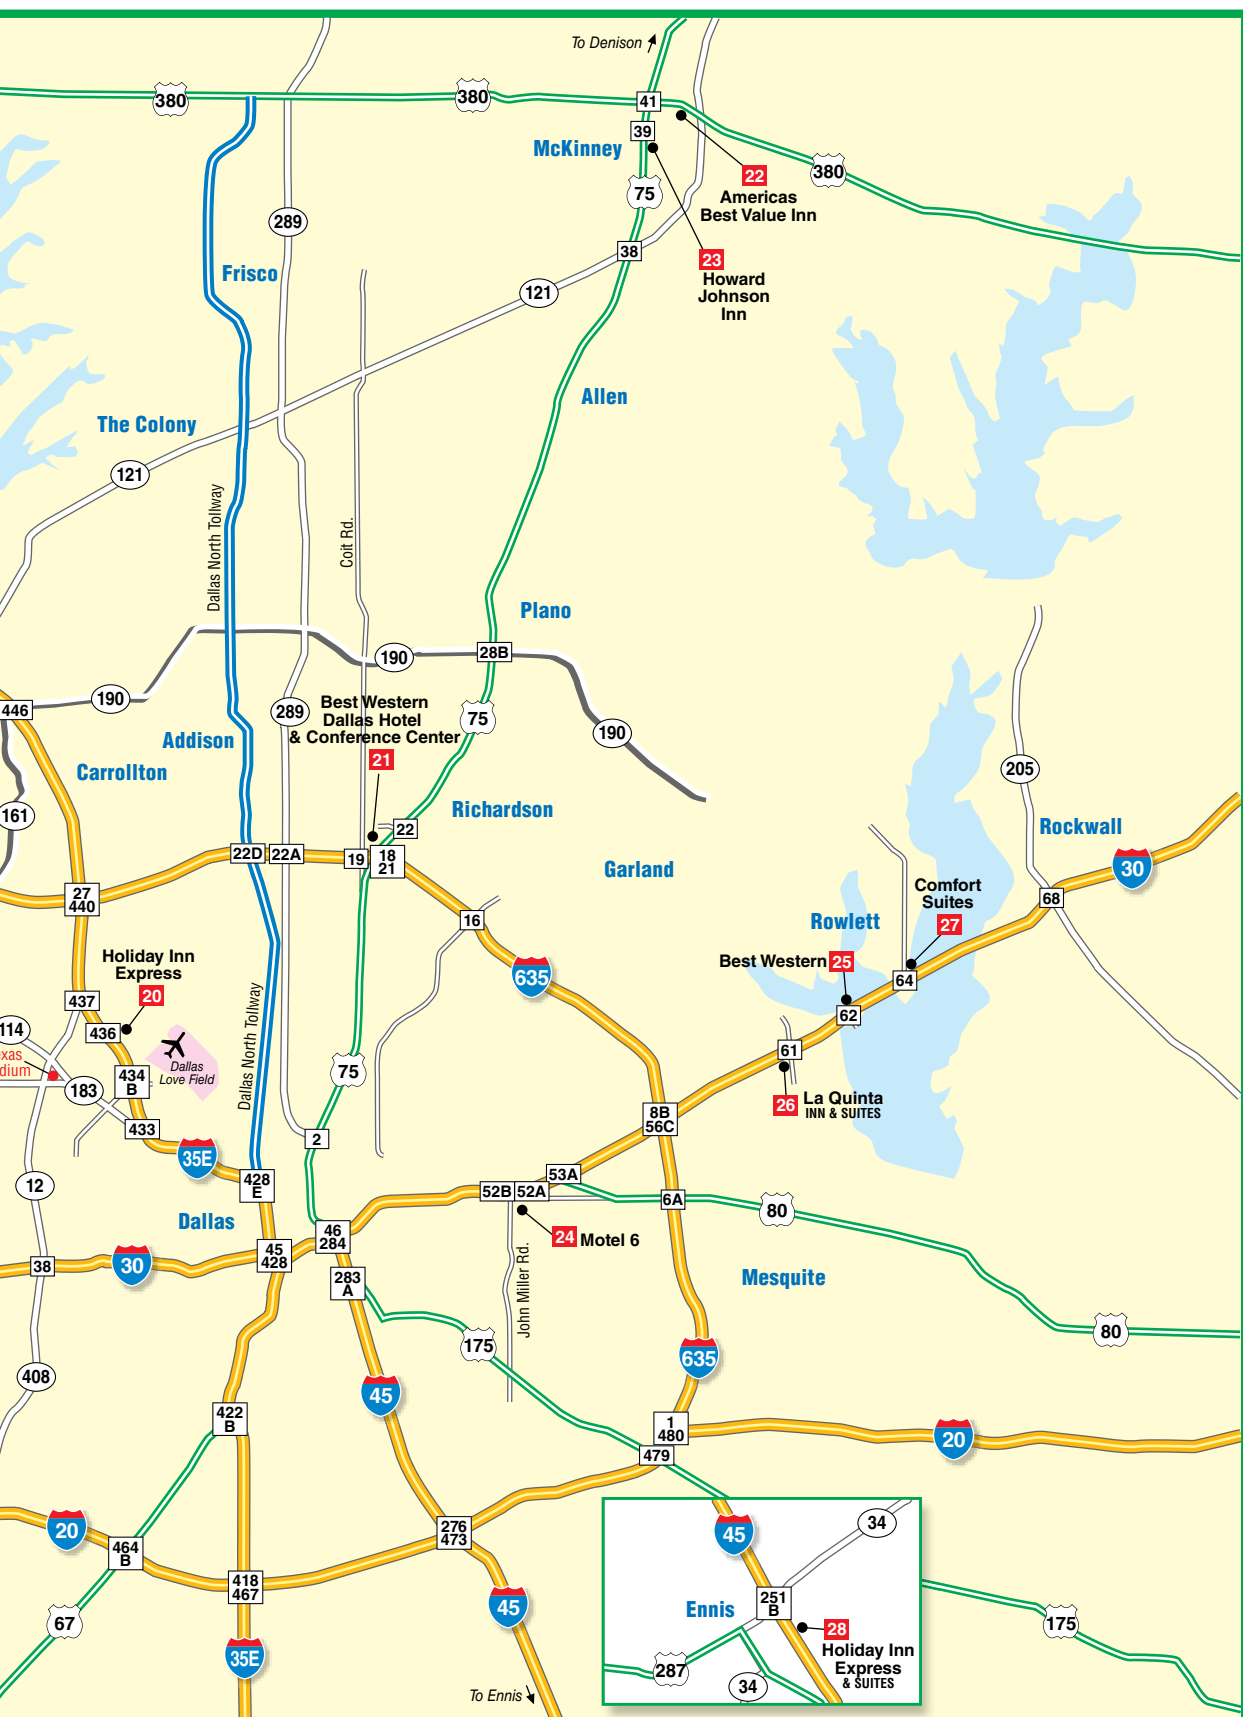 To Denison
380
380
41
39
McKinney
75
22
Americas
Best Value Inn
380
289
38
23
Howard
Johnson
Inn
Frisco
121
Allen
The Colony
121
Dallas North Tollway
Coit Rd.
Plano
190
28B
190
446
289
Best Western
Dallas Hotel
& Conference Center
75
190
21
Addison
Carrollton
205
161
Richardson
22
Rockwall
22D
22A
19
18
21
Garland
30
27
440
Comfort
Suites
27
68
16
Rowlett
Holiday Inn
Express
20
Best Western
25
635
64
437
62
436
114
Dallas North Tollway
61
Dallas
Love Field
434
B
75
183
26
La Quinta
INN & SUITES
433
8B
56C
2
35E
53A
12
428
E
52B
52A
6A
80
Dallas
46
284
24
Motel 6
45
428
38
30
283
A
John Miller Rd.
Mesquite
175
80
635
408
45
422
B
1
480
20
479
20
276
473
464
B
45
34
418
467
251
B
45
Ennis
67
28
Holiday Inn
Express
& SUITES
175
35E
287
34
To Ennis